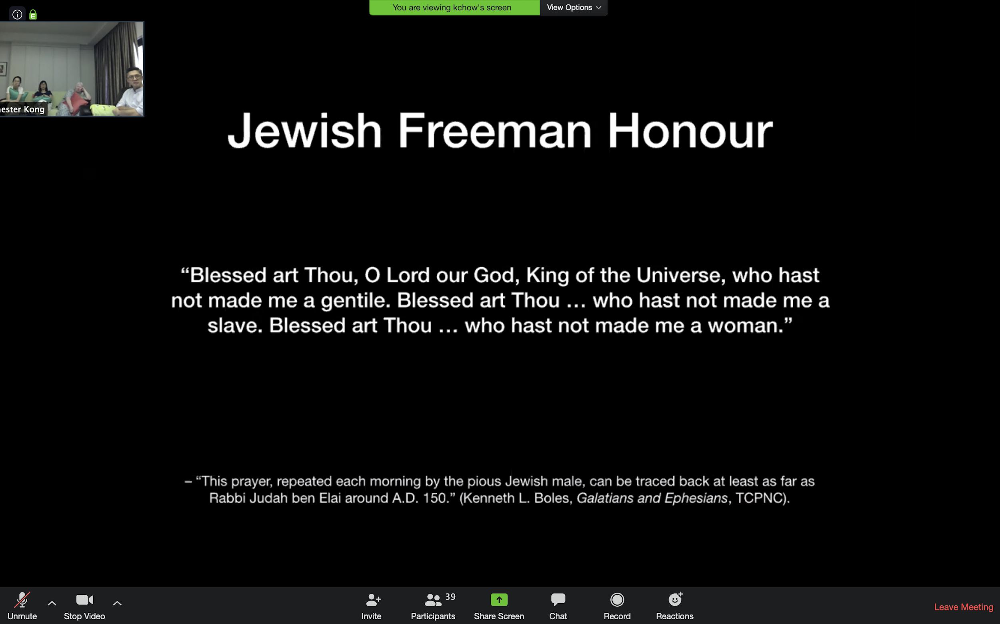 You are viewing kchow's screen
View Options
ester Kong
Jewish Freeman Honour
“Blessed art Thou, O Lord our God, King of the Universe, who hast
not made me a gentile. Blessed art Thou … who hast not made me a
slave. Blessed art Thou … who hast not made me a woman.”
– “This prayer, repeated each morning by the pious Jewish male, can be traced back at least as far as
Rabbi Judah ben Elai around A.D. 150.” (Kenneth L. Boles, Galatians and Ephesians, TCPNC).
Unmute
Stop Video
Invite
Participants
39
Share Screen
Chat
Record
Reactions
Leave Meeting